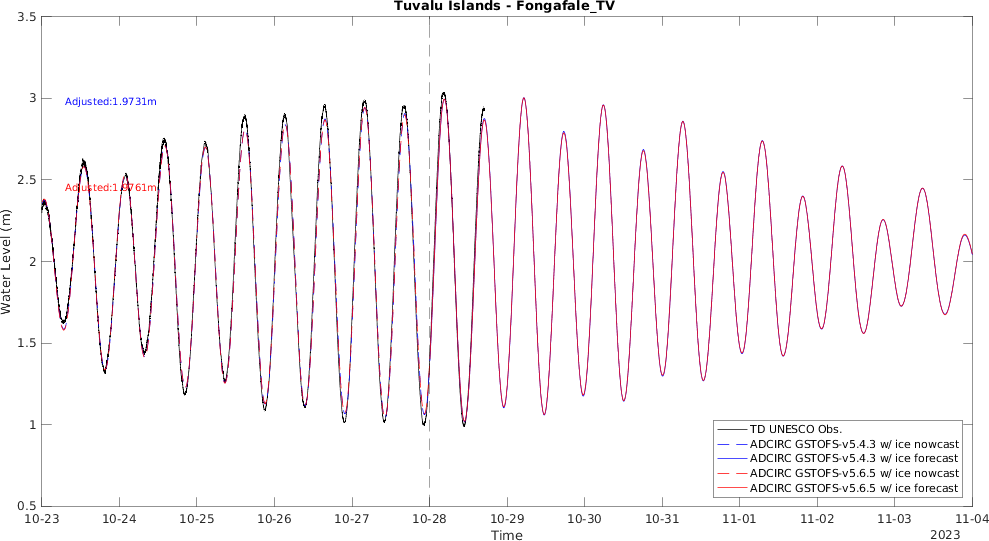 Tuvalu Islands - Fongafale_TV
3.5
3
2.5
2
1.5
1
0.5
Water Level (m)
Adjusted:1.9731m
Adjusted:1.9761m
TD UNESCO Obs.
ADCIRC GSTOFS-v5.4.3 w/ ice nowcast
ADCIRC GSTOFS-v5.4.3 w/ ice forecast
ADCIRC GSTOFS-v5.6.5 w/ ice nowcast
ADCIRC GSTOFS-v5.6.5 w/ ice forecast
10-23 10-24 10-25 10-26 10-27 10-28 10-29 10-30 10-31 11-01 11-02 11-03 11-04
Time
2023